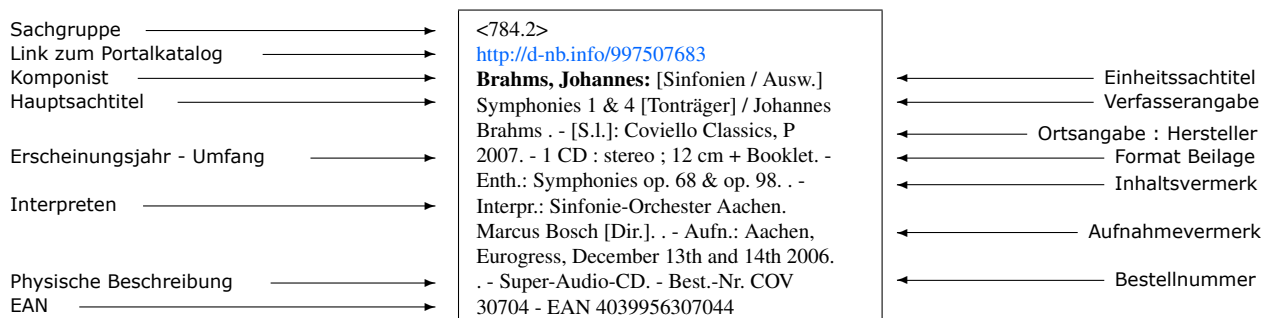 Sachgruppe
Link zum Portalkatalog
Komponist
Hauptsachtitel
Erscheinungsjahr - Umfang
Interpreten
Physische Beschreibung
EAN
<784.2>
http://d-nb.info/997507683
Brahms, Johannes: [Sinfonien / Ausw.]
Symphonies 1 & 4 [Tonträger] / Johannes
Brahms . - [S.l.]: Coviello Classics, P
2007. - 1 CD : stereo ; 12 cm + Booklet. -
Enth.: Symphonies op. 68 & op. 98. . -
Interpr.: Sinfonie-Orchester Aachen.
Marcus Bosch [Dir.]. . - Aufn.: Aachen,
Eurogress, December 13th and 14th 2006.
. - Super-Audio-CD. - Best.-Nr. COV
30704 - EAN 4039956307044
Einheitssachtitel
Verfasserangabe
Ortsangabe : Hersteller
Format Beilage
Inhaltsvermerk
Aufnahmevermerk
Bestellnummer